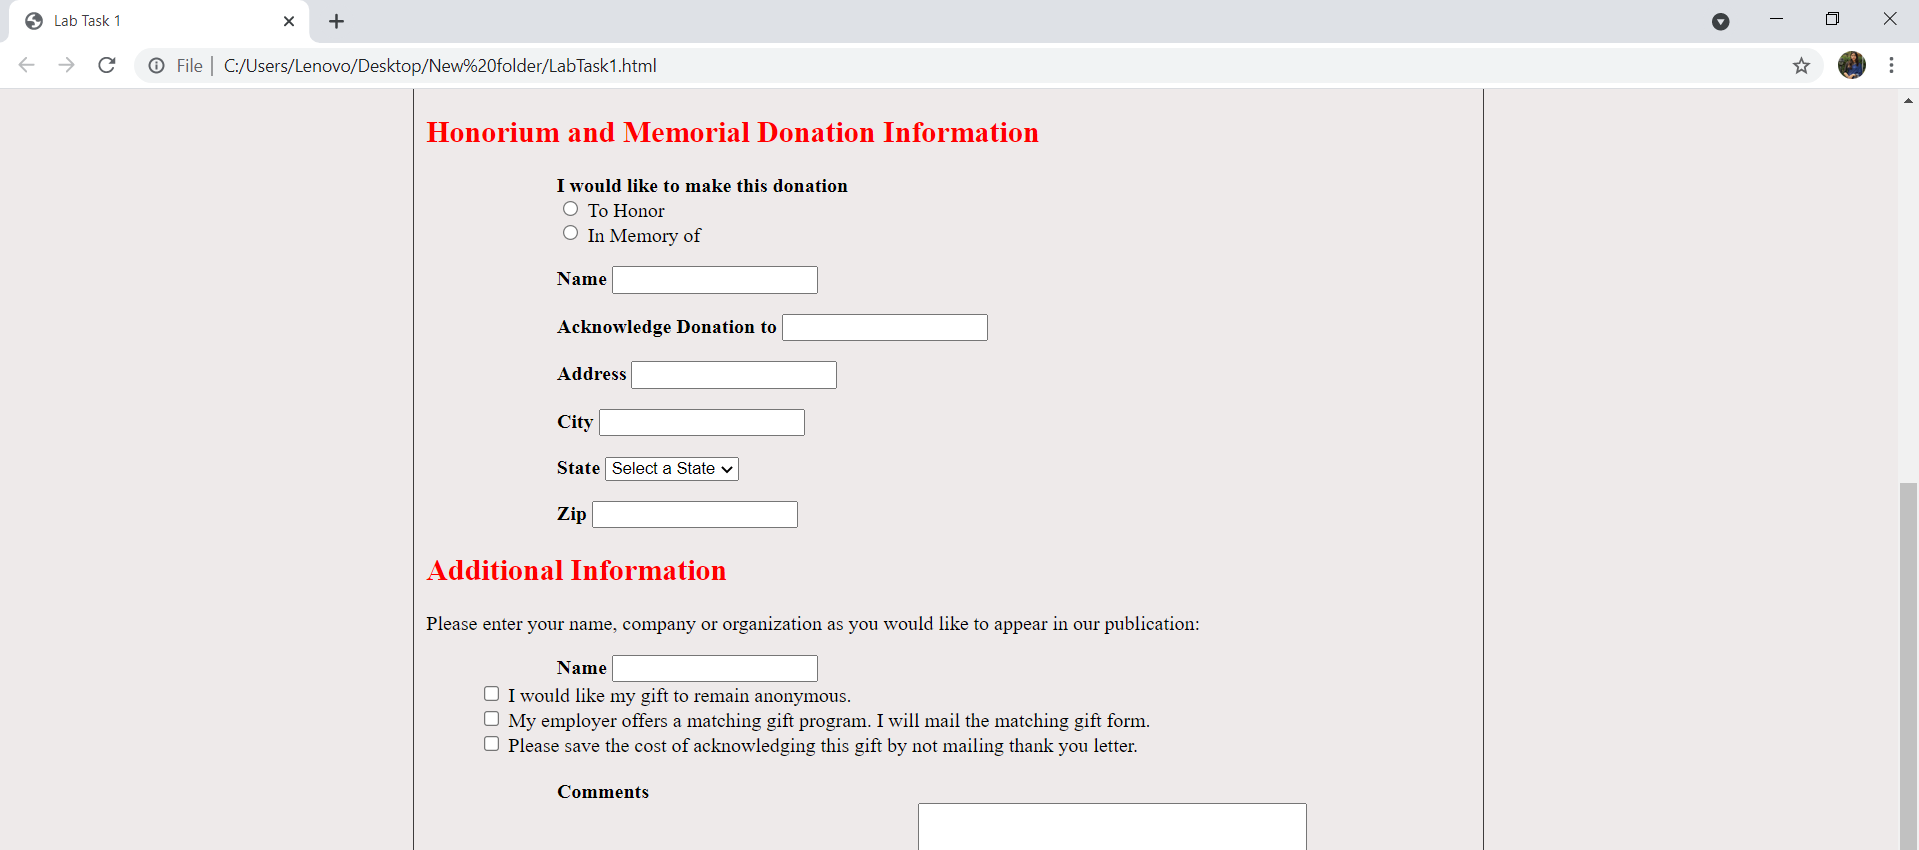 Lab Task 1
File | C:/Users/Lenovo/Desktop/New%20folder/LabTask1.html
Honorium and Memorial Donation Information
I would like to make this donation
To Honor
In Memory of
Name
Acknowledge Donation to
Address
City
State Select a State
Zip
Additional Information
Please enter your name, company or organization as you would like to appear in our publication:
Name
I would like my gift to remain anonymous.
My employer offers a matching gift program. I will mail the matching gift form.
Please save the cost of acknowledging this gift by not mailing thank you letter.
Comments